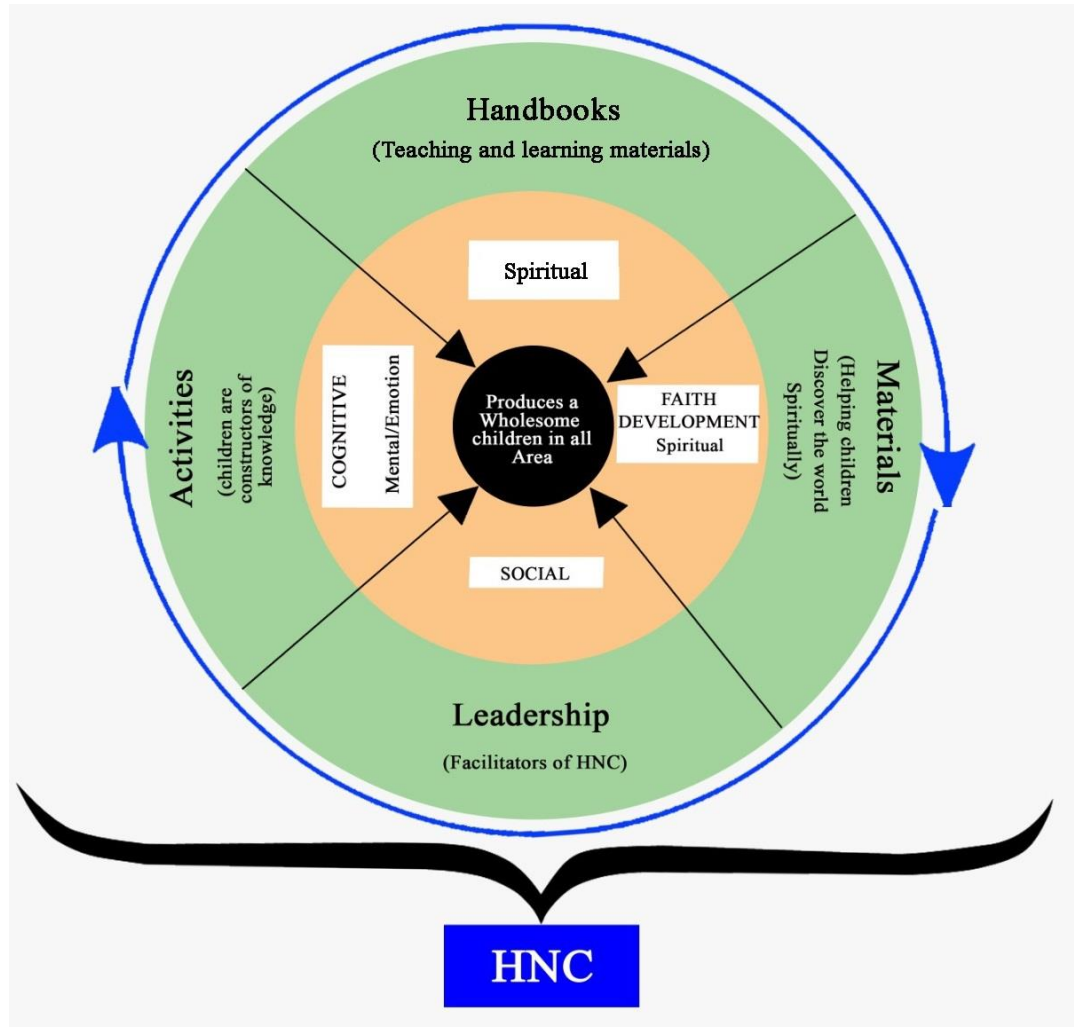 Handbooks
(Teaching and learning materials)
Spiritual
Activities
(children are
constructors of
knowledge)
COGNITIVE
Mental/Emotion
Produces a
Wholesome
children in all
Area
FAITH
DEVELOPMENT
Spiritual
Materials
(Helping children
Discover the world
Spiritually)
SOCIAL
Leadership
(Facilitators of HNC)
HNC